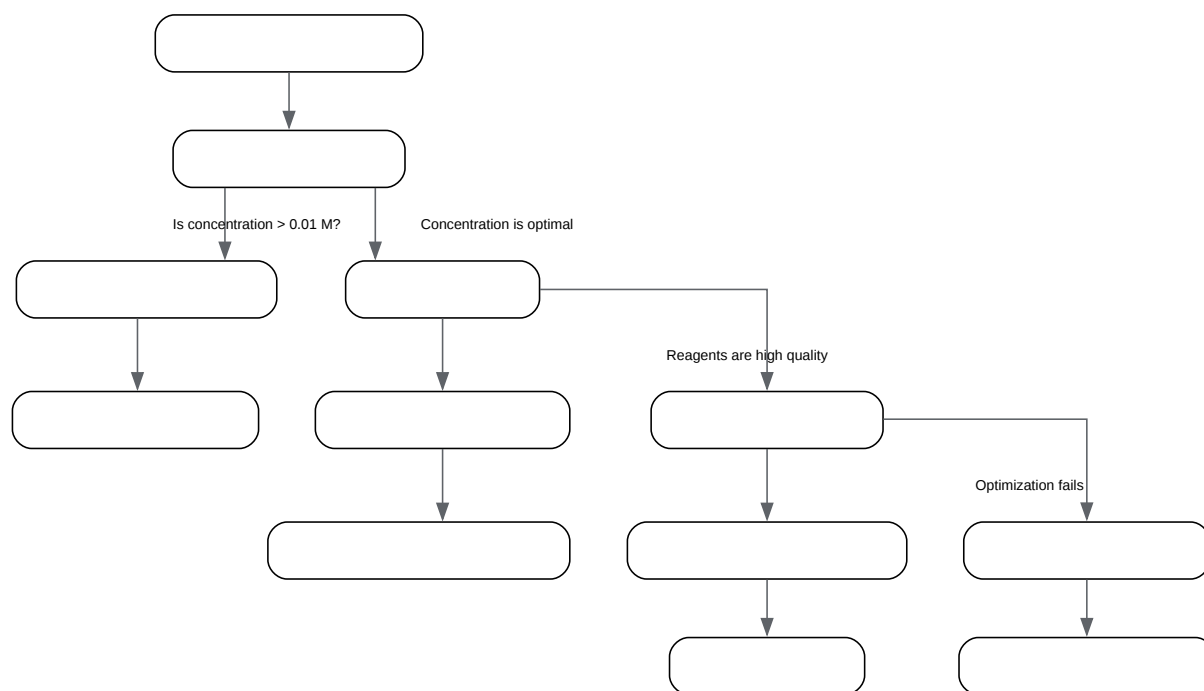 Is concentration > 0.01 M?
Concentration is optimal
Reagents are high quality
Optimization fails